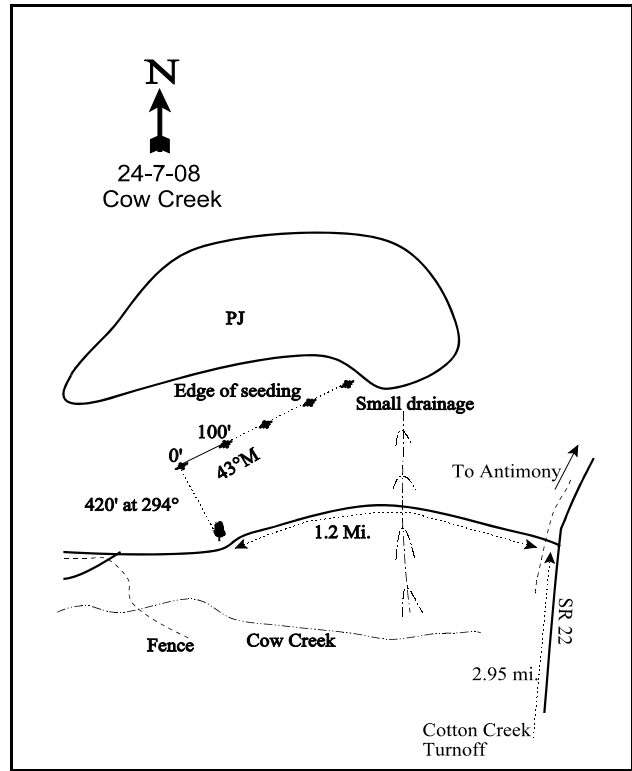 N
24-7-08
Cow Creek
PJ
Edge of seeding
Small drainage
100'
0'
43°M
To Antimony
420' at 294°
1.2 Mi.
SR 22
Fence
Cow Creek
2.95 mi.
Cotton Creek
Turnoff